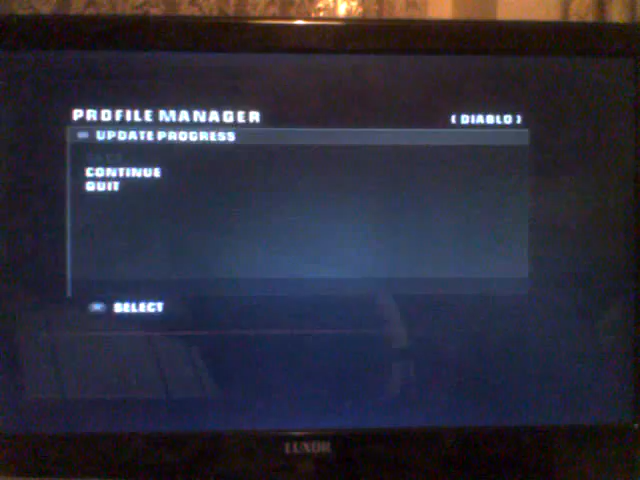 PROFILE MANAGER
( DIABLO )
UPDATE PROGRESS
CONTINUE
QUIT
SELECT
LUXOR